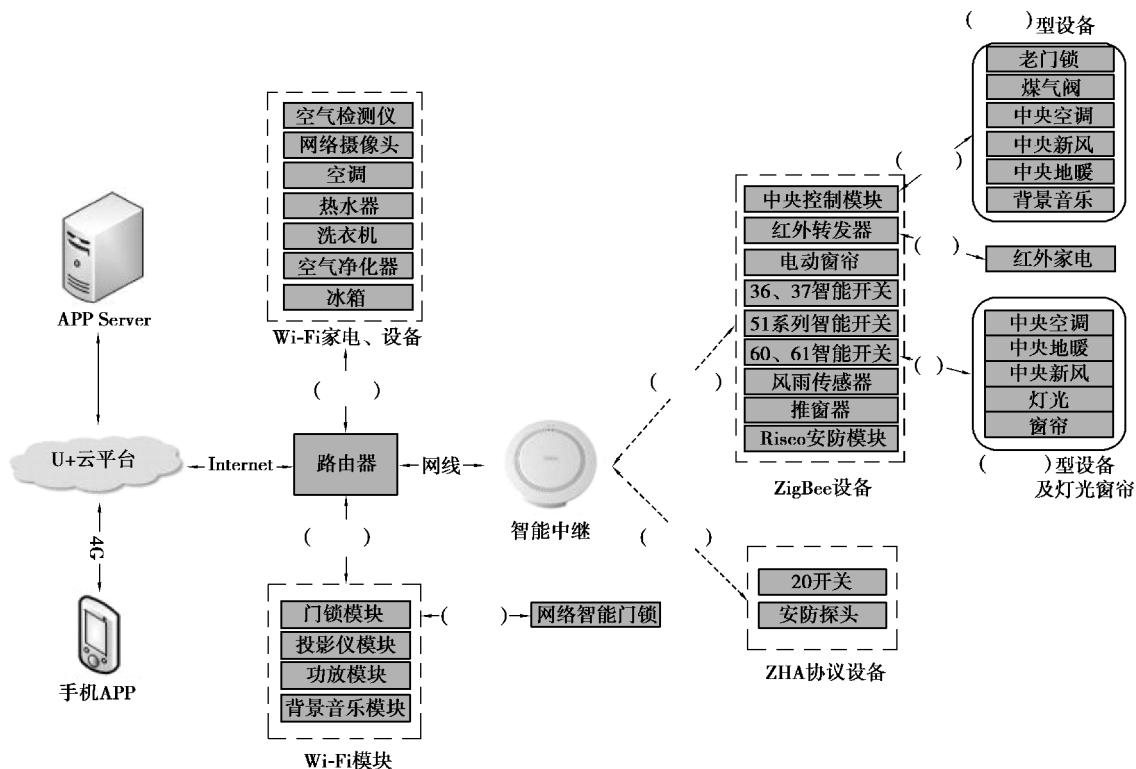 (      )型设备
老门锁
煤气阀
中央空调
中央新风
中央地暖
背景音乐
空气检测仪
网络摄像头
空调
热水器
洗衣机
空气净化器
冰箱
Wi-Fi家电、设备
(      )
APP Server
U+云平台
Internet
路由器
网线
智能中继
4G
手机APP
(      )
门锁模块
投影仪模块
功放模块
背景音乐模块
Wi-Fi模块
(      )
网络智能门锁
(      )
(      )
中央控制模块
红外转发器
电动窗帘
36、37智能开关
51系列智能开关
60、61智能开关
风雨传感器
推窗器
Risco安防模块
ZigBee设备
(      )
(      )
红外家电
(      )
中央空调
中央地暖
中央新风
灯光
窗帘
(      )型设备
及灯光窗帘
20开关
安防探头
ZHA协议设备